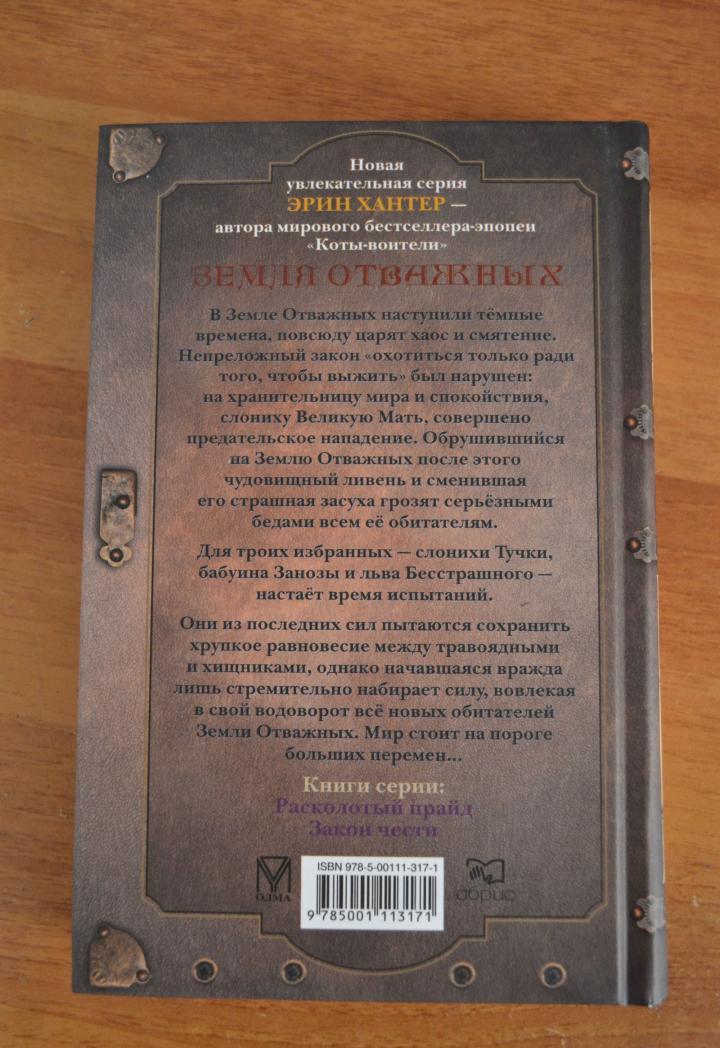 Новая
увлекательная серия
ЭРИН ХАНТЕР —
автора мирового бестселлера-эпопеи
«Коты-воители»
ЗЕМЛЯ ОТВАЖНЫХ
В Земле Отважных наступили тёмные
времена, повсюду царят хаос и смятение.
Непреложный закон «охотиться только ради
того, чтобы выжить» был нарушен:
на хранительницу мира и спокойствия,
слониху Великую Мать, совершено
предательское нападение. Обрушившийся
на Землю Отважных после этого
чудовищный ливень и сменившая
его страшная засуха грозят серьёзными
бедами всем её обитателям.
Для троих избранных — слонихи Тучки,
бабуина Занозы и льва Бесстрашного —
настаёт время испытаний.
Они из последних сил пытаются сохранить
хрупкое равновесие между травоядными
и хищниками, однако начавшаяся вражда
лишь стремительно набирает силу, вовлекая
в свой водоворот всё новых обитателей
Земли Отважных. Мир стоит на пороге
больших перемен...
Книги серии:
Расколотый прайд
Закон чести
ISBN 978-5-00111-317-1
ОЛМА
абрис
9 785001 113171